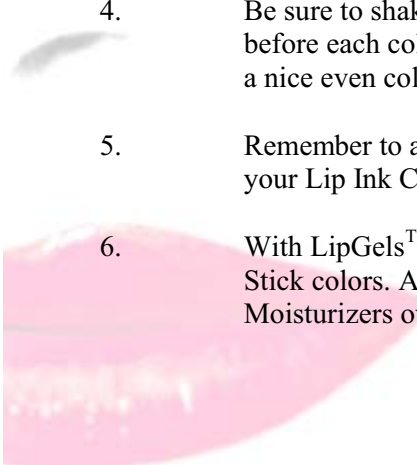 4. Be sure to shak
before each col
a nice even col
5. Remember to a
your Lip Ink C
6. With LipGels T
Stick colors. A
Moisturizers ou